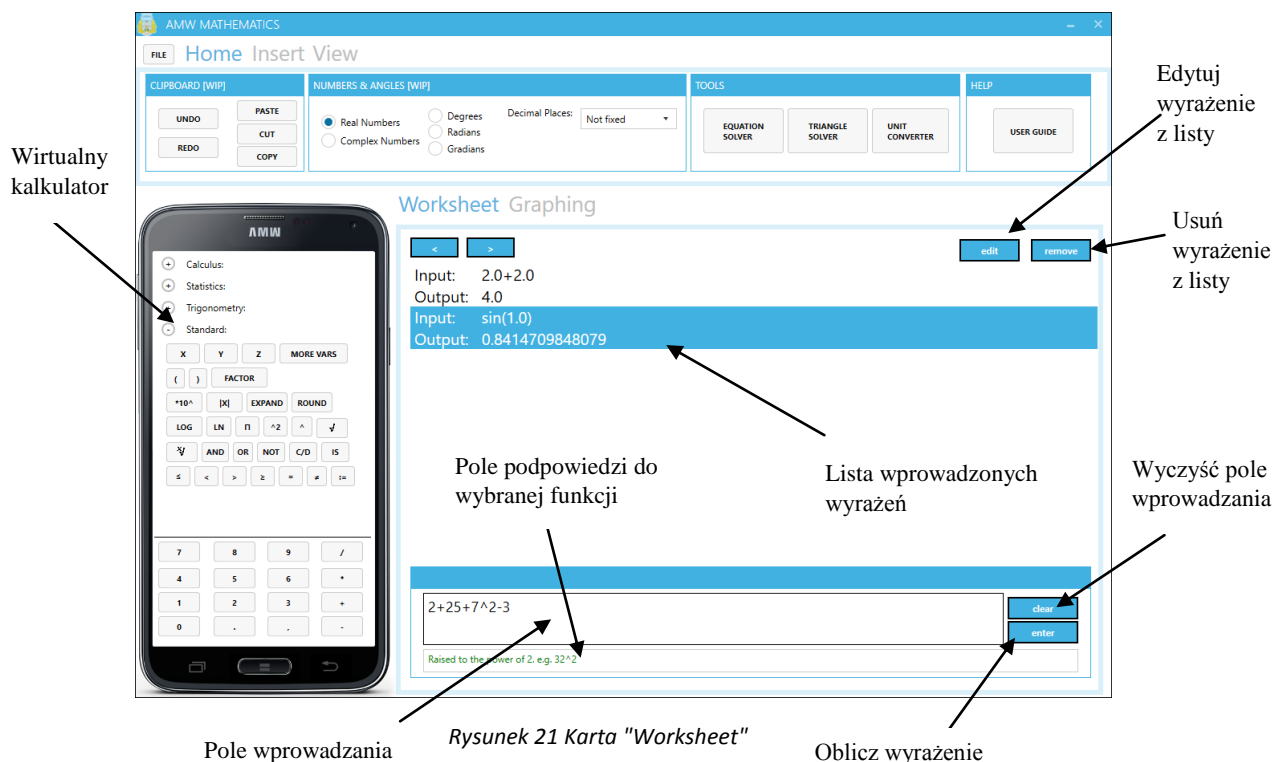 AMW MATHEMATICS
FILE Home Insert View
CLIPBOARD [WIP]
UNDO
REDO
PASTE
CUT
COPY
NUMBERS & ANGLES [WIP]
Real Numbers
Complex Numbers
Degrees
Radians
Gradians
Decimal Places: Not fixed
TOOLS
EQUATION
SOLVER
TRIANGLE
SOLVER
UNIT
CONVERTER
HELP
USER GUIDE
Edytuj
wyrażenie
z listy
Wirtualny
kalkulator
AMW
+ Calculus:
+ Statistics:
+ Trigonometry:
- Standard:
X Y Z MORE VARS
( ) FACTOR
*10^ |X| EXPAND ROUND
LOG LN Π ^2 ^ √
x√ AND OR NOT C/D IS
≤ < > ≥ = ≠ :=
7 8 9 /
4 5 6 *
1 2 3 +
0 . , -
=
Worksheet Graphing
< > edit remove
Input: 2.0+2.0
Output: 4.0
Input: sin(1.0)
Output: 0.8414709848079
Usuń
wyrażenie
z listy
Pole podpowiedzi do
wybranej funkcji
Lista wprowadzonych
wyrażeń
Wyczyść pole
wprowadzania
2+25+7^2-3
clear
enter
Raised to the power of 2. e.g. 32^2
Pole wprowadzania
Rysunek 21 Karta "Worksheet"
Oblicz wyrażenie